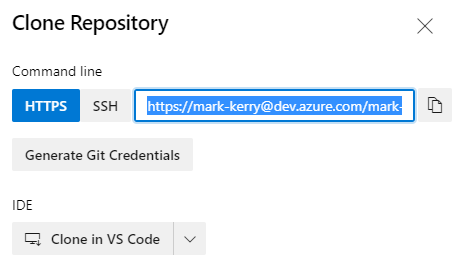 Clone Repository
Command line
HTTPS SSH https://mark-kerry@dev.azure.com/mark-
Generate Git Credentials
IDE
Clone in VS Code